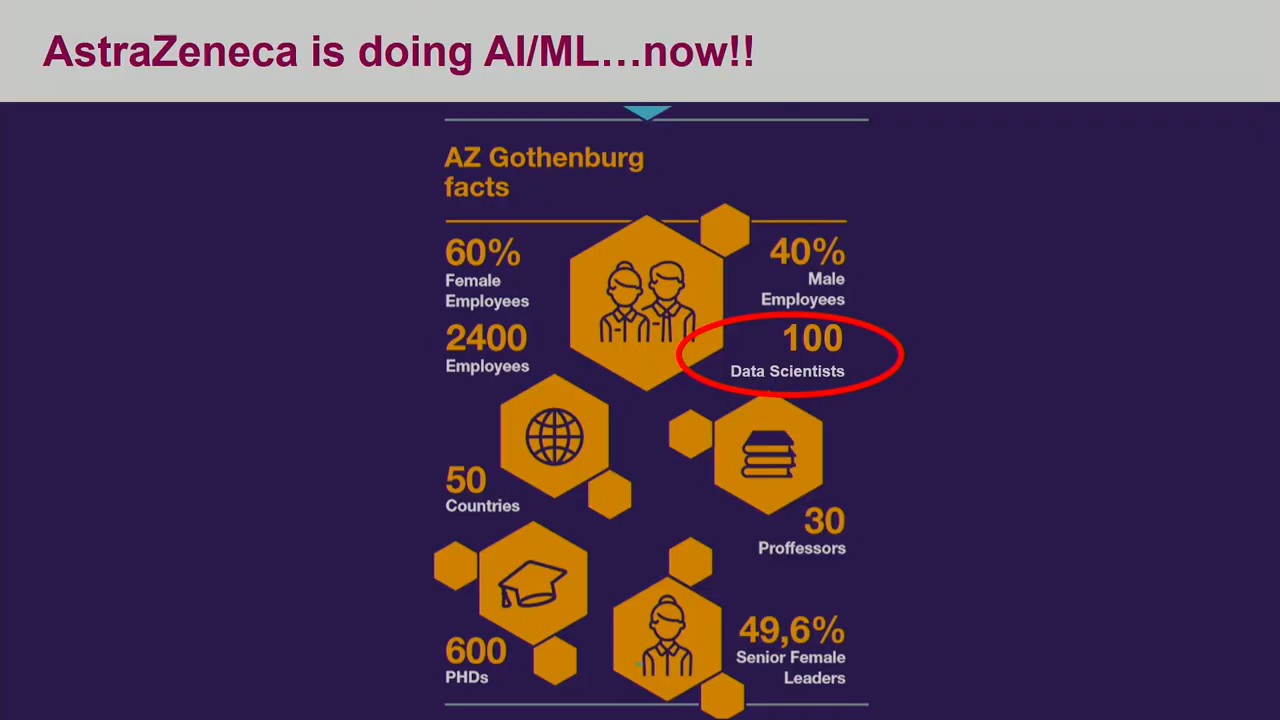 AstraZeneca is doing AI/ML…now!!
AZ Gothenburg
facts
60%
Female
Employees
40%
Male
Employees
2400
Employees
100
Data Scientists
50
Countries
30
Proffessors
600
PHDs
49,6%
Senior Female
Leaders